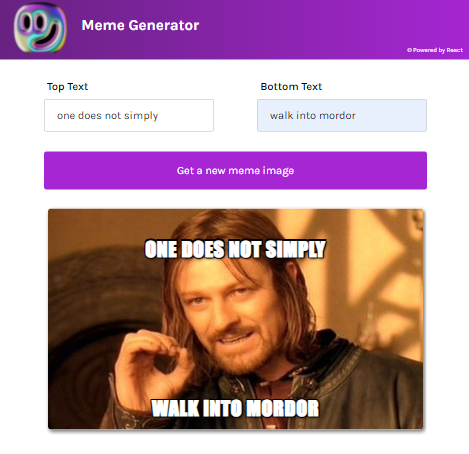 Meme Generator
© Powered by React
Top Text
Bottom Text
one does not simply
walk into mordor
Get a new meme image
ONE DOES NOT SIMPLY
WALK INTO MORDOR